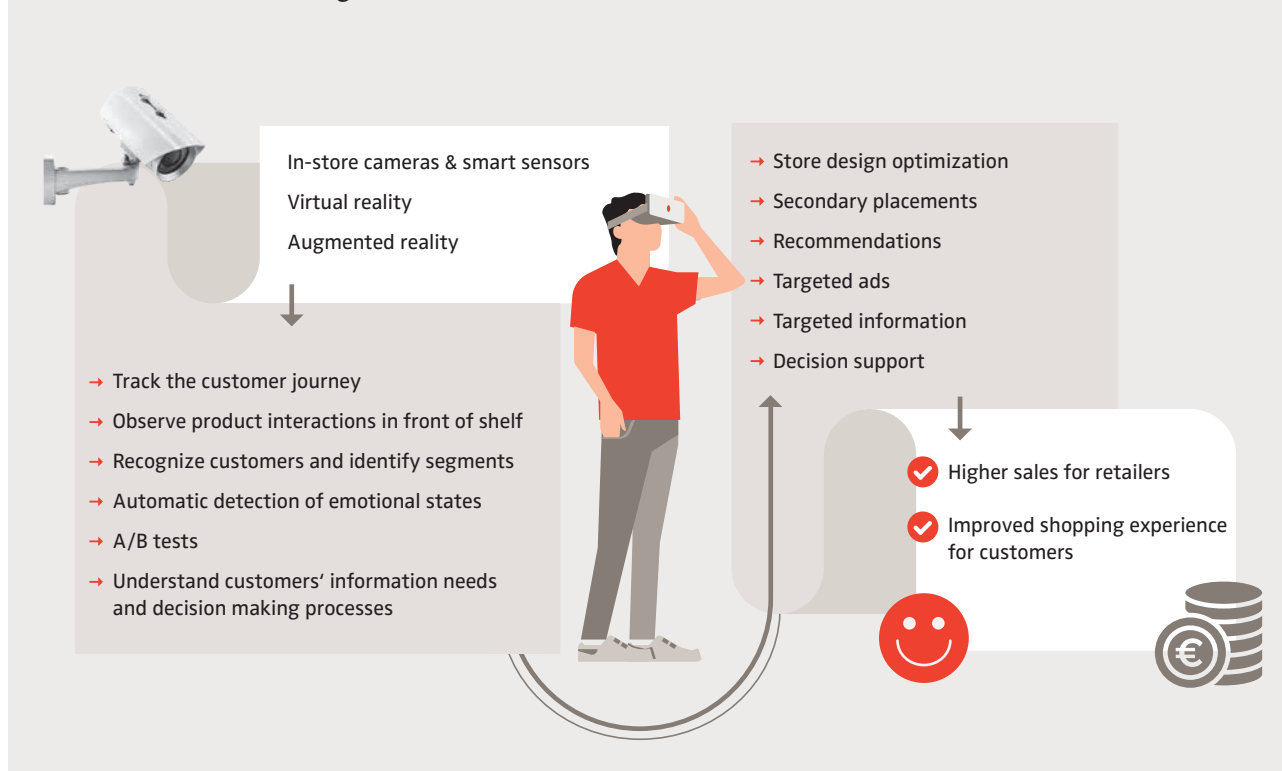 In-store cameras & smart sensors
Virtual reality
Augmented reality
→ Track the customer journey
→ Observe product interactions in front of shelf
→ Recognize customers and identify segments
→ Automatic detection of emotional states
→ A/B tests
→ Understand customers‘ information needs
and decision making processes
→ Store design optimization
→ Secondary placements
→ Recommendations
→ Targeted ads
→ Targeted information
→ Decision support
Higher sales for retailers
Improved shopping experience
for customers
€